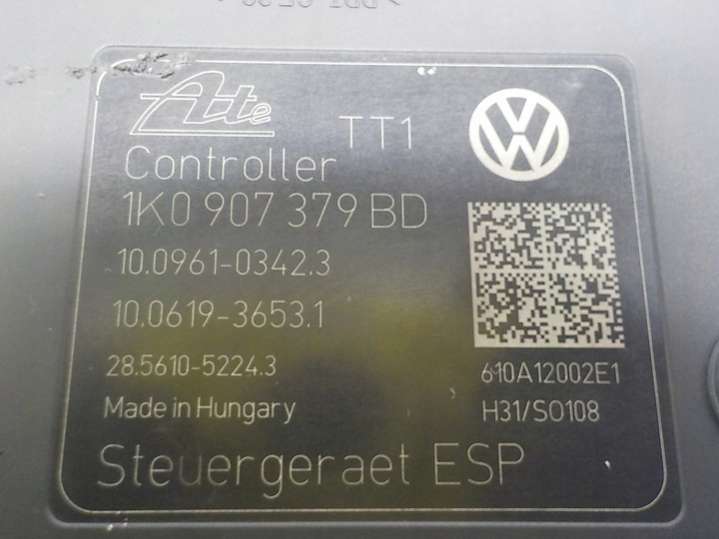 Ate
TT1
Controller
1K0 907 379 BD
10.0961-0342.3
10.0619-3653.1
28.5610-5224.3
610A12002E1
Made in Hungary
H31/SO108
Steuergeraet ESP